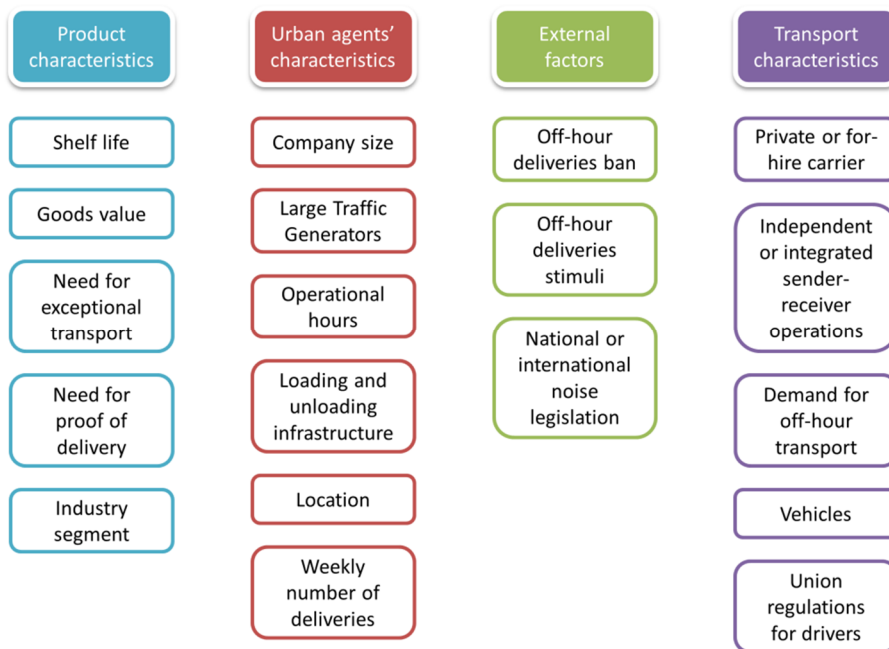 Product
characteristics
Shelf life
Goods value
Need for
exceptional
transport
Need for
proof of
delivery
Industry
segment
Urban agents’
characteristics
Company size
Large Traffic
Generators
Operational
hours
Loading and
unloading
infrastructure
Location
Weekly
number of
deliveries
External
factors
Off-hour
deliveries ban
Off-hour
deliveries
stimuli
National or
international
noise
legislation
Transport
characteristics
Private or for-
hire carrier
Independent
or integrated
sender-
receiver
operations
Demand for
off-hour
transport
Vehicles
Union
regulations
for drivers